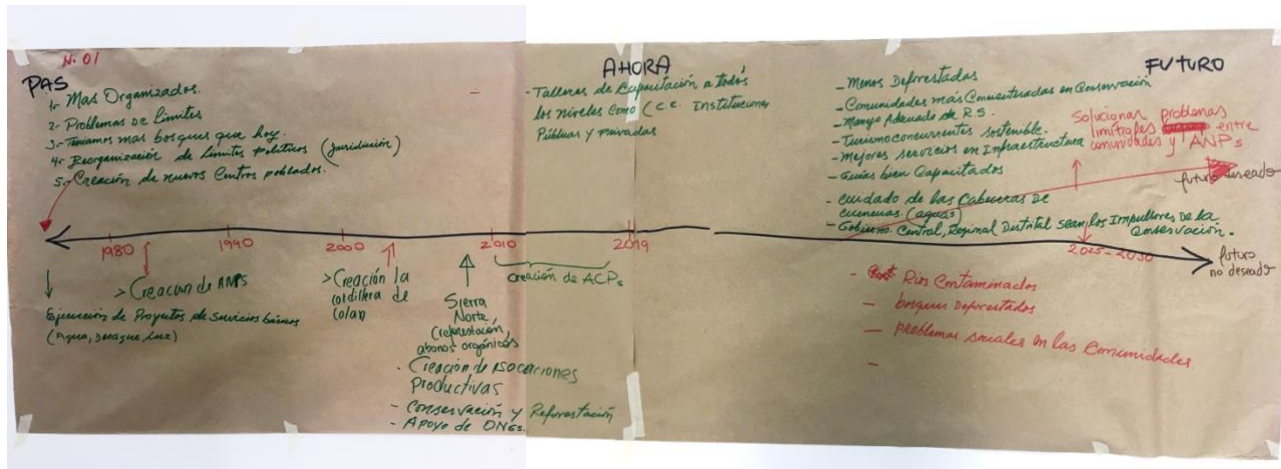 N. 01
PAS
1- Mas Organizados.
2- Problemas de Limites
3- Teniamos mas bosques que hoy.
4- Reorganización de Limites Politicos (Juridición)
5- Creación de nuevos Centros poblados.
1980
1990
2000
2010
2019
> Creacion de ANPs
Ejecución de Proyectos de Servicios básicos
(Agua, Desague, Luz)
> Creación la
cordillera de
Colan
Sierra
Norte
(reforestación,
abonos orgánicos
- Creación de asociaciones
productivas
- Conservación y Reforestación
- Apoyo de ONGs.
creación de ACPs
AHORA
- Talleres de Capacitación a todos
los niveles como (C.C. Instituciones
Públicas y privadas
FUTURO
- Menos Deforestadas
- Comunidades más Concientizadas en Conservación
- Manejo Adecuado de R.S.
- Turismo concurrentes sostenible.
- Mejores servicios en Infraestructura
- Guias bien Capacitados
- cuidado de las Cabeceras de
cuencas (aguas)
- Gobierno Central, Regional Distrital sean los Impulsores de la
Conservación.
Solucionar problemas
limítrofes entre
comunidades y ANPs
futuro deseado
2025-2030
futuro
no deseado
- Rios Contaminados
- bosques Deforestados
- problemas sociales en las Comunidades.
-